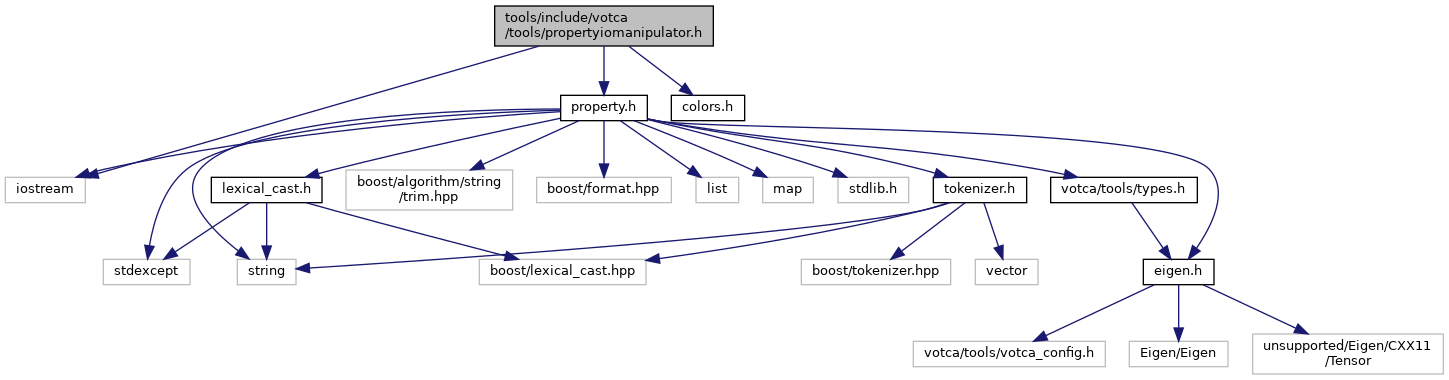 tools/include/votca
/tools/propertyiomanipulator.h
property.h
colors.h
iostream
lexical_cast.h
boost/algorithm/string
/trim.hpp
boost/format.hpp
list
map
stdlib.h
tokenizer.h
votca/tools/types.h
stdexcept
string
boost/lexical_cast.hpp
boost/tokenizer.hpp
vector
eigen.h
votca/tools/votca_config.h
Eigen/Eigen
unsupported/Eigen/CXX11
/Tensor